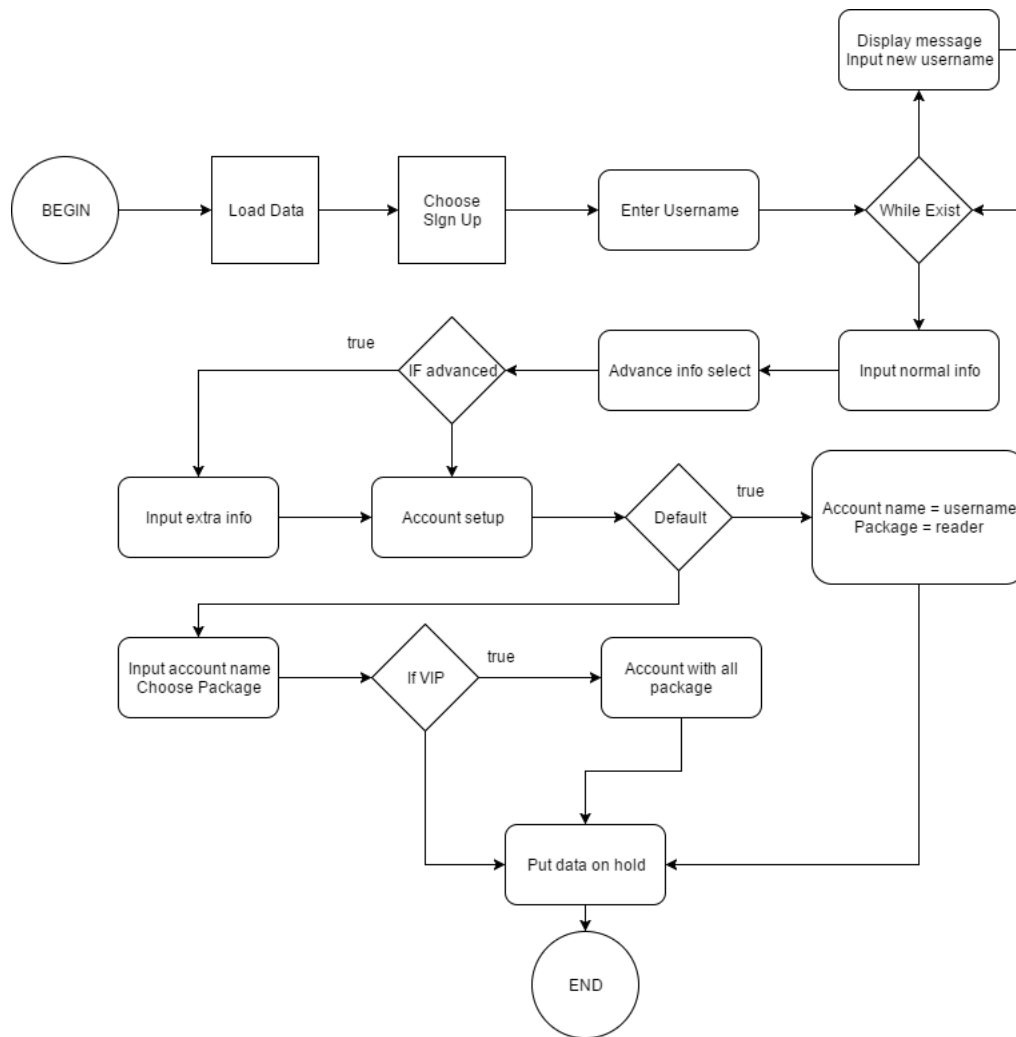 Display message
Input new username
BEGIN
Load Data
Choose
SIgn Up
Enter Username
While Exist
true
IF advanced
Advance info select
Input normal info
Input extra info
Account setup
Default
true
Account name = username
Package = reader
Input account name
Choose Package
If VIP
true
Account with all
package
Put data on hold
END